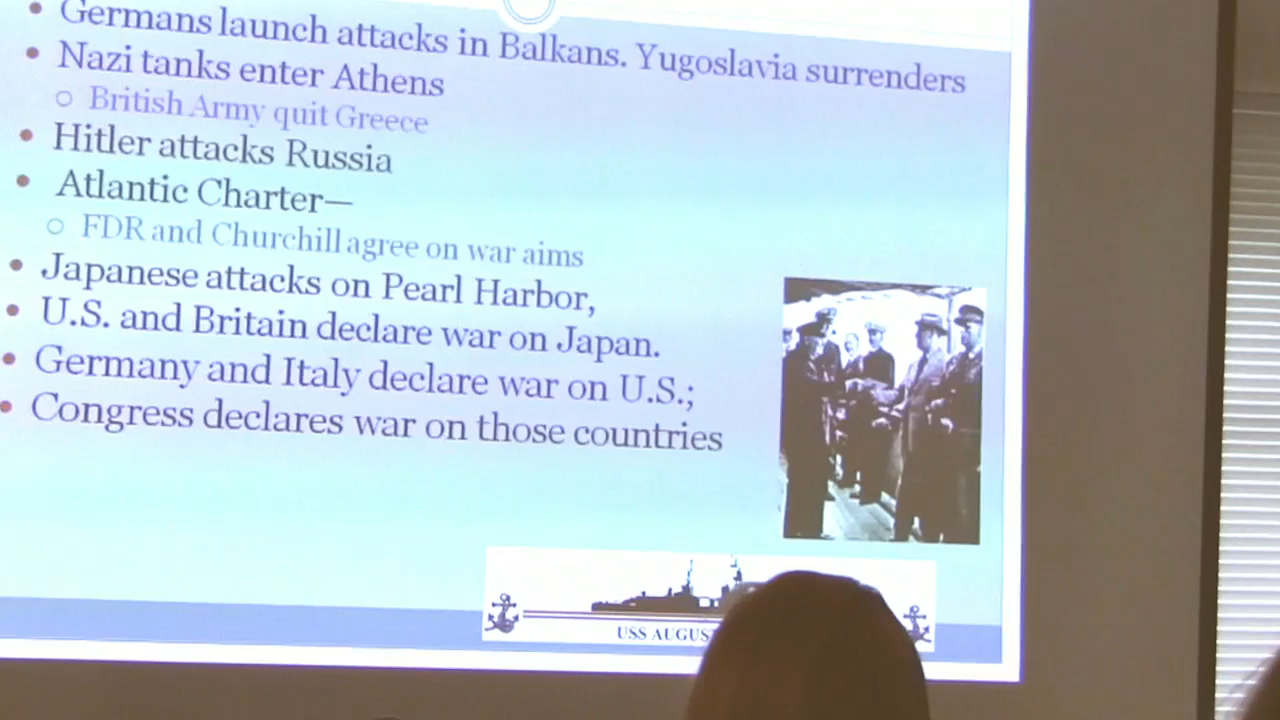 Germans launch attacks in Balkans. Yugoslavia surrenders
Nazi tanks enter Athens
British Army quit Greece
Hitler attacks Russia
Atlantic Charter—
FDR and Churchill agree on war aims
Japanese attacks on Pearl Harbor,
U.S. and Britain declare war on Japan.
Germany and Italy declare war on U.S.;
Congress declares war on those countries
USS AUGUS